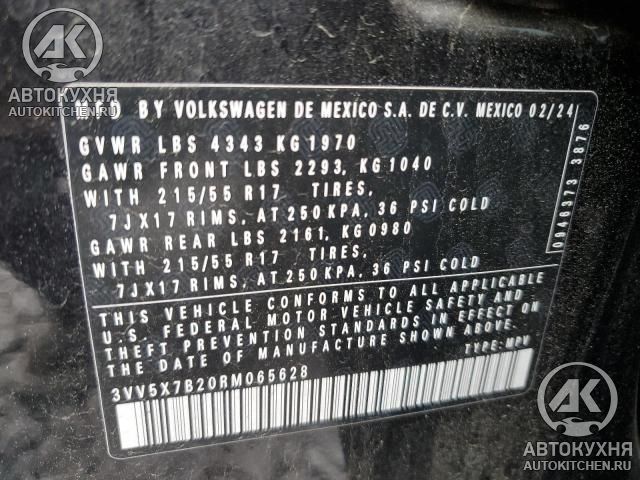 AK
АВТОКУХНЯ
AUTOKITCHEN.RU
MFD BY VOLKSWAGEN DE MEXICO S.A. DE C.V. MEXICO 02/24
GVWR LBS 4343 KG 1970
GAWR FRONT LBS 2293, KG 1040
WITH 215/55 R17 TIRES,
7JX17 RIMS, AT 250 KPA, 36 PSI COLD
GAWR REAR LBS 2161, KG 0980
WITH 215/55 R17 TIRES,
7JX17 RIMS, AT 250 KPA, 36 PSI COLD
THIS VEHICLE CONFORMS TO ALL APPLICABLE
U.S. FEDERAL MOTOR VEHICLE SAFETY AND
THEFT PREVENTION STANDARDS IN EFFECT ON
THE DATE OF MANUFACTURE SHOWN ABOVE.
TYPE: MPV
3VV5X7B20RM065628
0946373 3876
AK
АВТОКУХНЯ
AUTOKITCHEN.RU